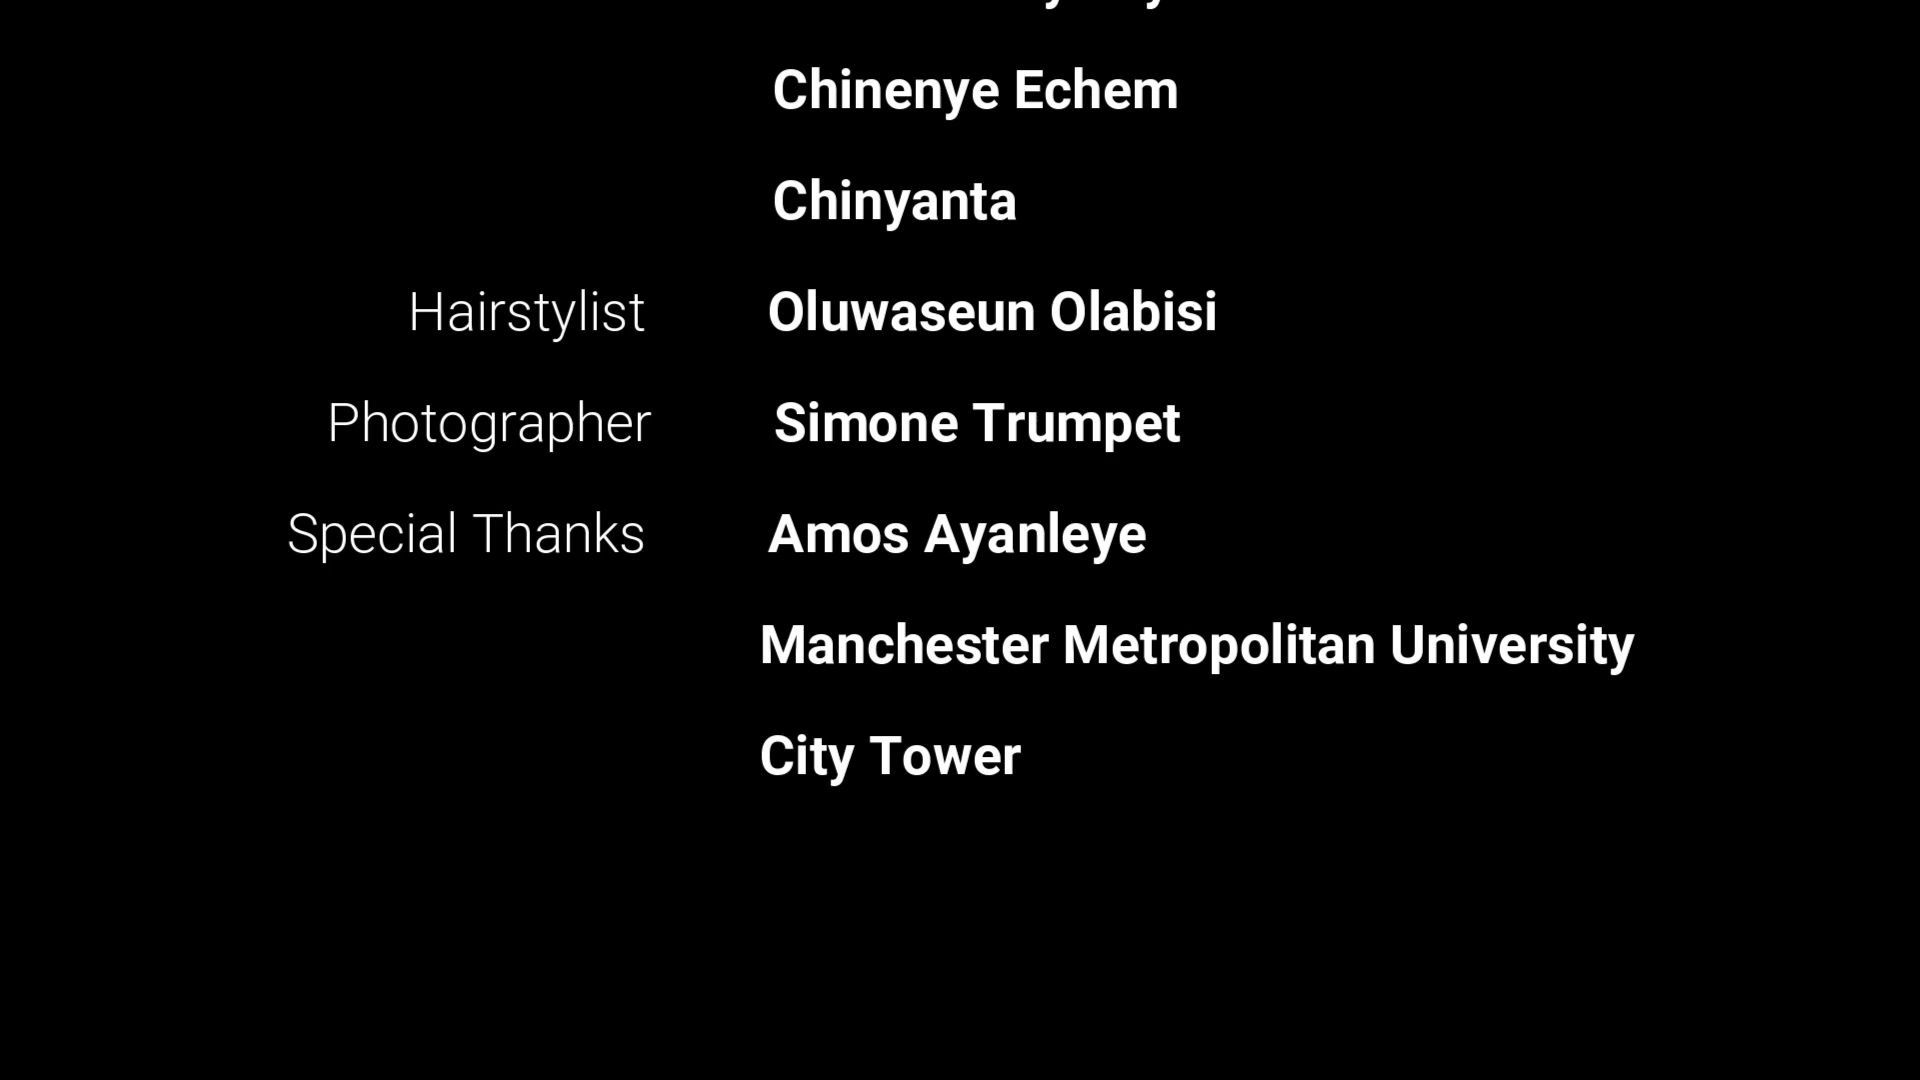 Chinenye Echem
Chinyanta
Hairstylist Oluwaseun Olabisi
Photographer Simone Trumpet
Special Thanks Amos Ayanleye
Manchester Metropolitan University
City Tower